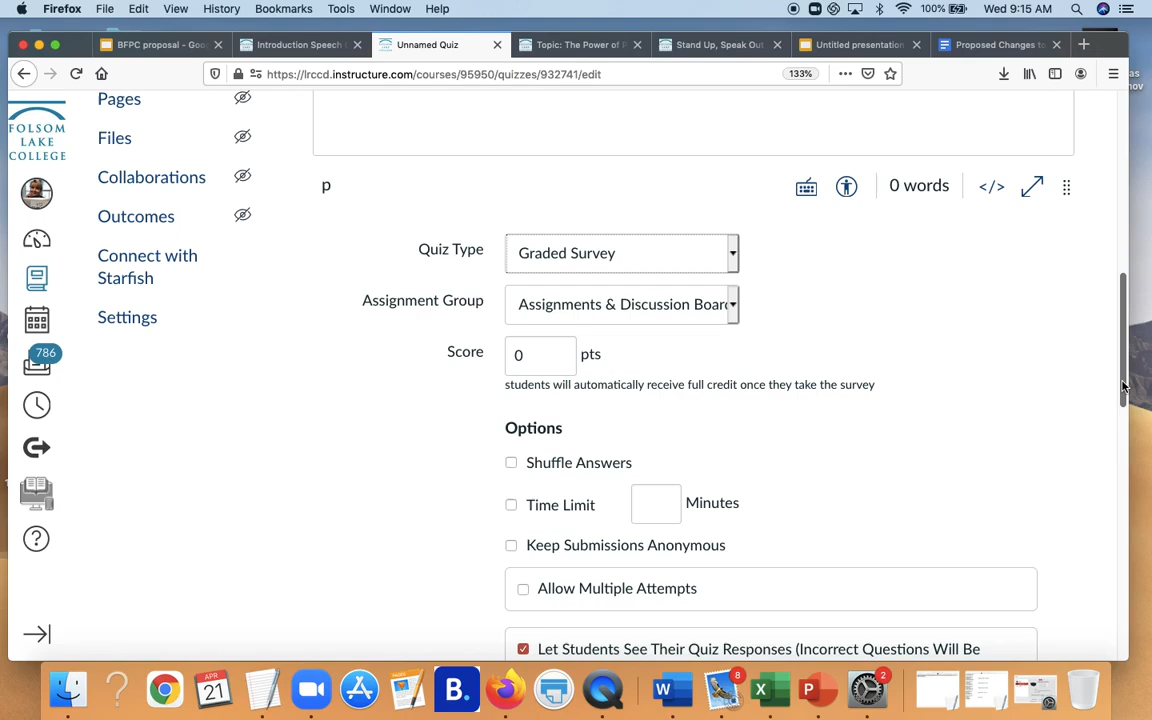 Firefox File Edit View History Bookmarks Tools Window Help 100% Wed 9:15 AM
BFPC proposal - Goo Introduction Speech Unnamed Quiz Topic: The Power of P Stand Up, Speak Out Untitled presentation Proposed Changes to
https://lrccd.instructure.com/courses/95950/quizzes/932741/edit 133%
FOLSOM
LAKE
COLLEGE
Pages
Files
Collaborations
Outcomes
Connect with
Starfish
Settings
786
p
0 words </>
Quiz Type Graded Survey
Assignment Group Assignments & Discussion Board
Score 0 pts
students will automatically receive full credit once they take the survey
Options
Shuffle Answers
Time Limit Minutes
Keep Submissions Anonymous
Allow Multiple Attempts
Let Students See Their Quiz Responses (Incorrect Questions Will Be
APR
21
B.
W
8
X
P
2